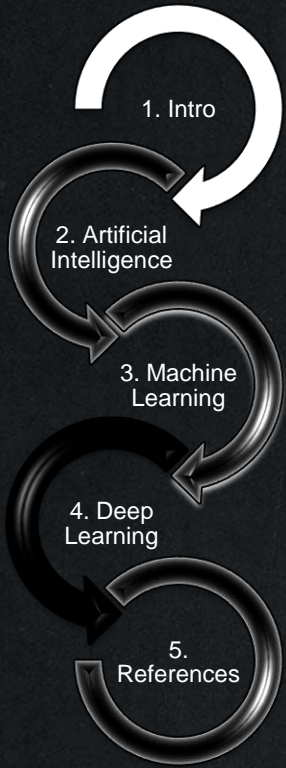 1. Intro
2. Artificial
Intelligence
3. Machine
Learning
4. Deep
Learning
5.
References